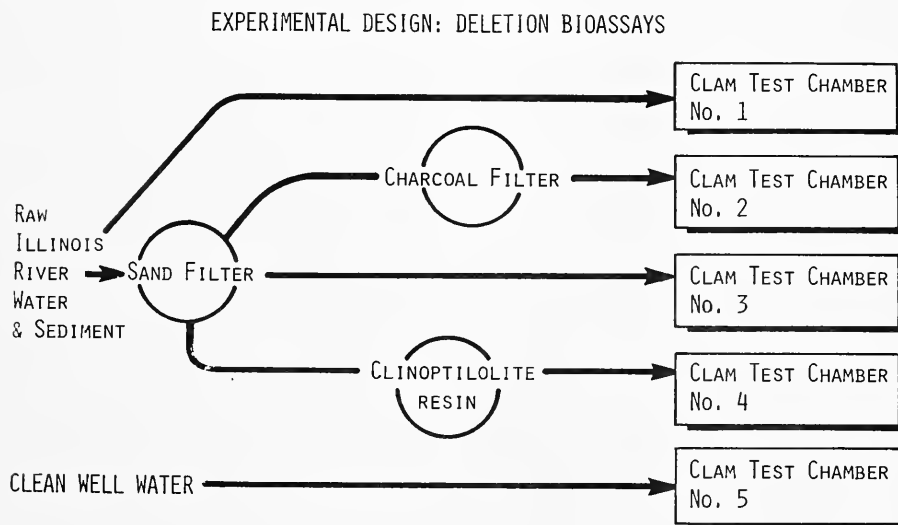 EXPERIMENTAL DESIGN: DELETION BIOASSAYS
CLAM TEST CHAMBER
No. 1
CHARCOAL FILTER
CLAM TEST CHAMBER
No. 2
RAW
ILLINOIS
RIVER
WATER
& SEDIMENT
SAND FILTER
CLAM TEST CHAMBER
No. 3
CLINOPTILOLITE
RESIN
CLAM TEST CHAMBER
No. 4
CLEAN WELL WATER
CLAM TEST CHAMBER
No. 5